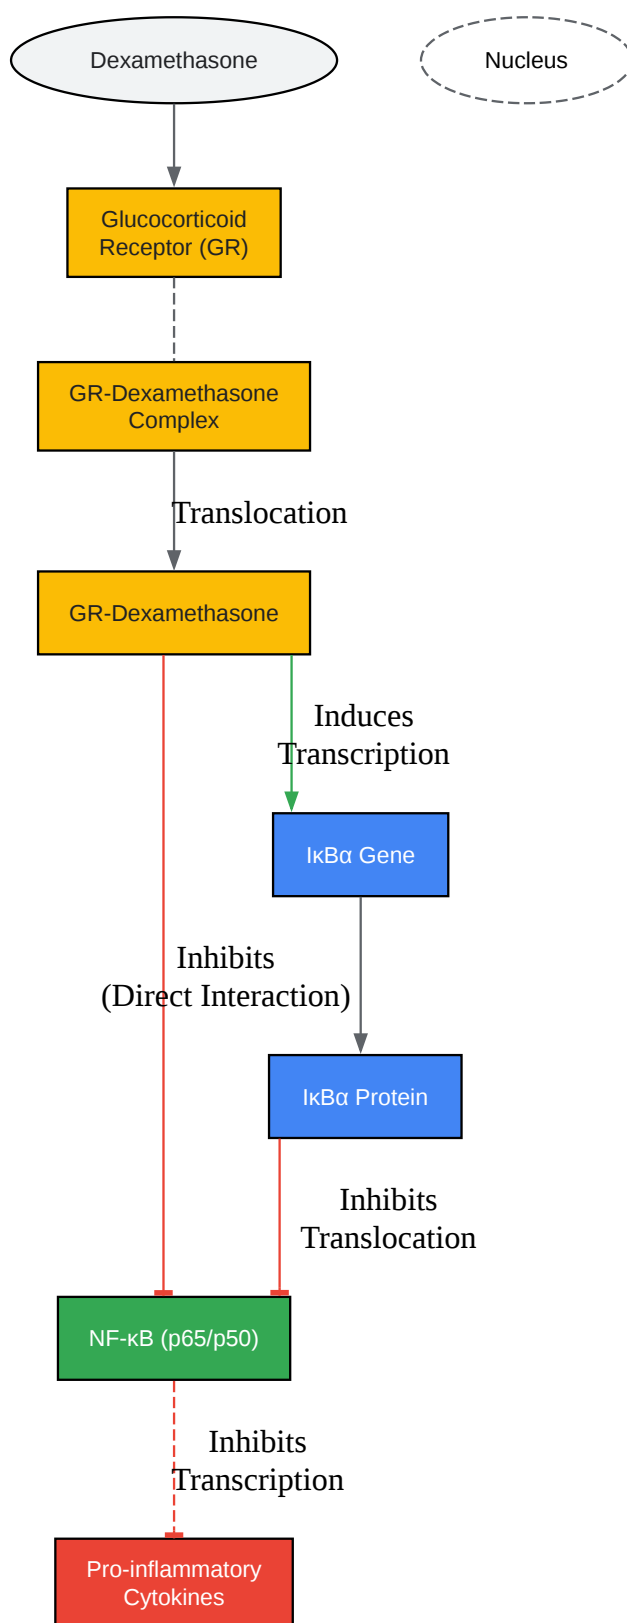 Dexamethasone
Nucleus
Glucocorticoid
Receptor (GR)
GR-Dexamethasone
Complex
Translocation
GR-Dexamethasone
Induces
Transcription
IκBα Gene
Inhibits
(Direct Interaction)
IκBα Protein
Inhibits
Translocation
NF-κB (p65/p50)
Inhibits
Transcription
Pro-inflammatory
Cytokines